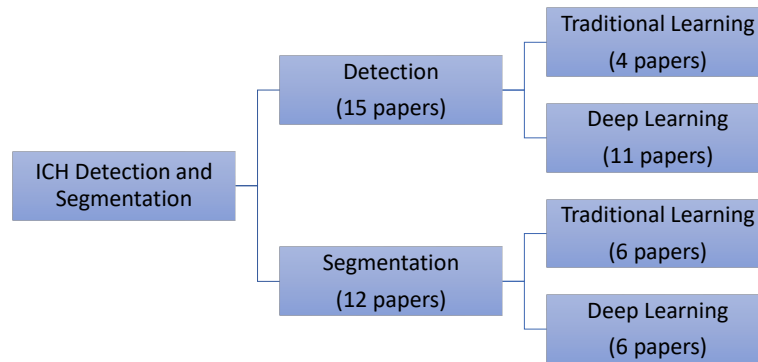 ICH Detection and
Segmentation
Detection
(15 papers)
Traditional Learning
(4 papers)
Deep Learning
(11 papers)
Segmentation
(12 papers)
Traditional Learning
(6 papers)
Deep Learning
(6 papers)